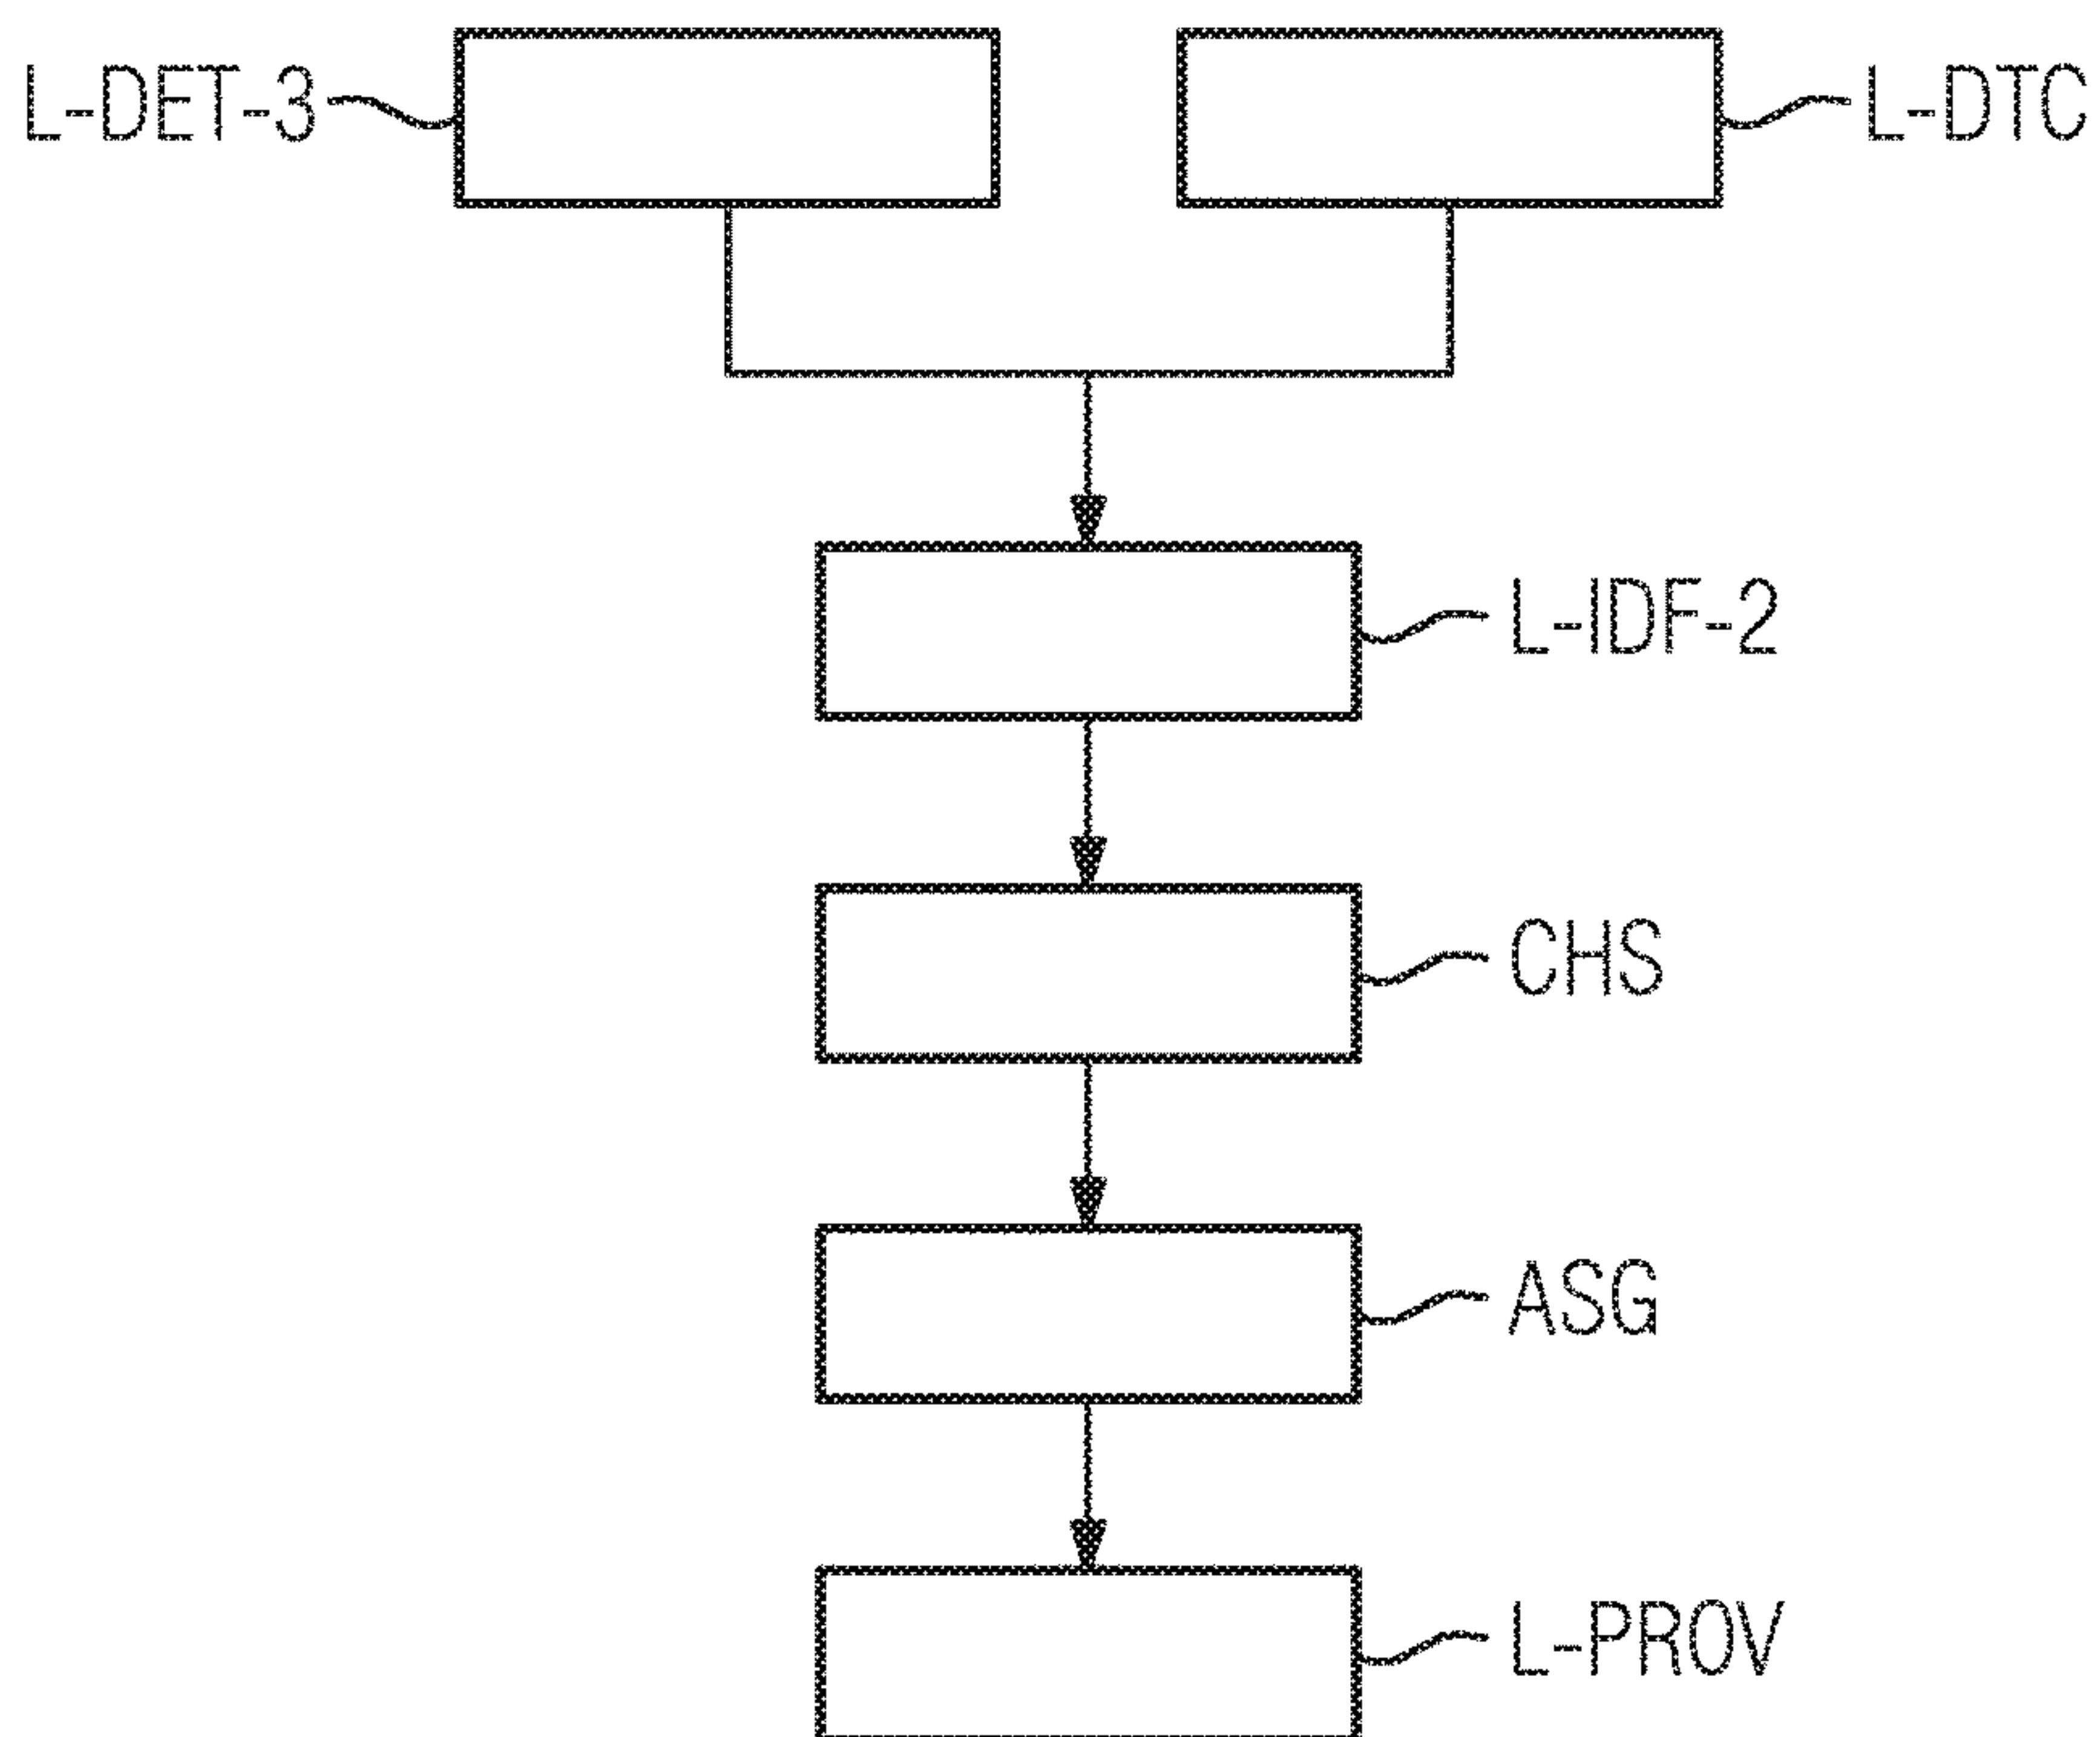 L-DET-3
L-DTC
L-IDF-2
CHS
ASG
L-PROV